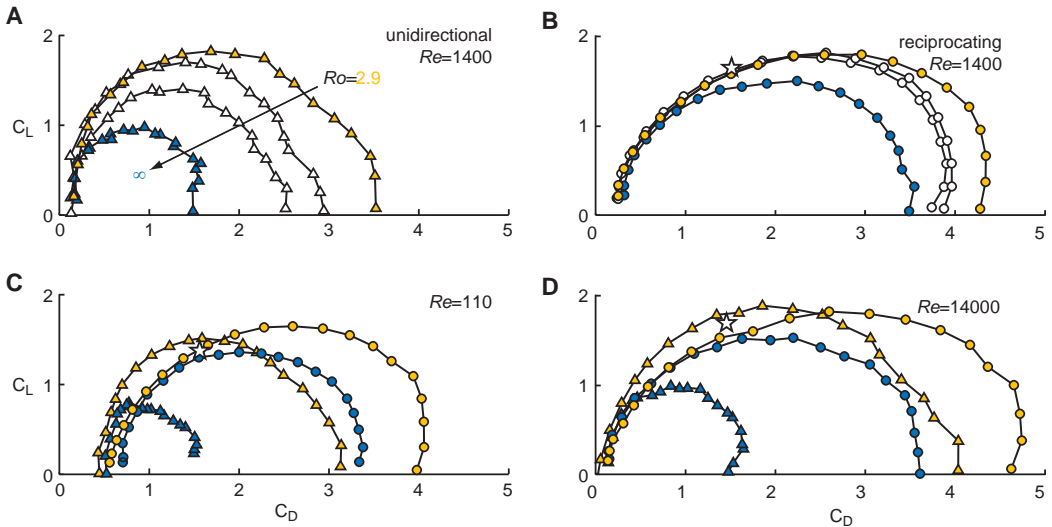 A
unidirectional
Re=1400
Ro=2.9
∞
C_L
2
1
0
0 1 2 3 4 5
B
reciprocating
Re=1400
2
1
0
0 1 2 3 4 5
C
Re=110
C_L
2
1
0
0 1 2 3 4 5
C_D
D
Re=14000
2
1
0
0 1 2 3 4 5
C_D